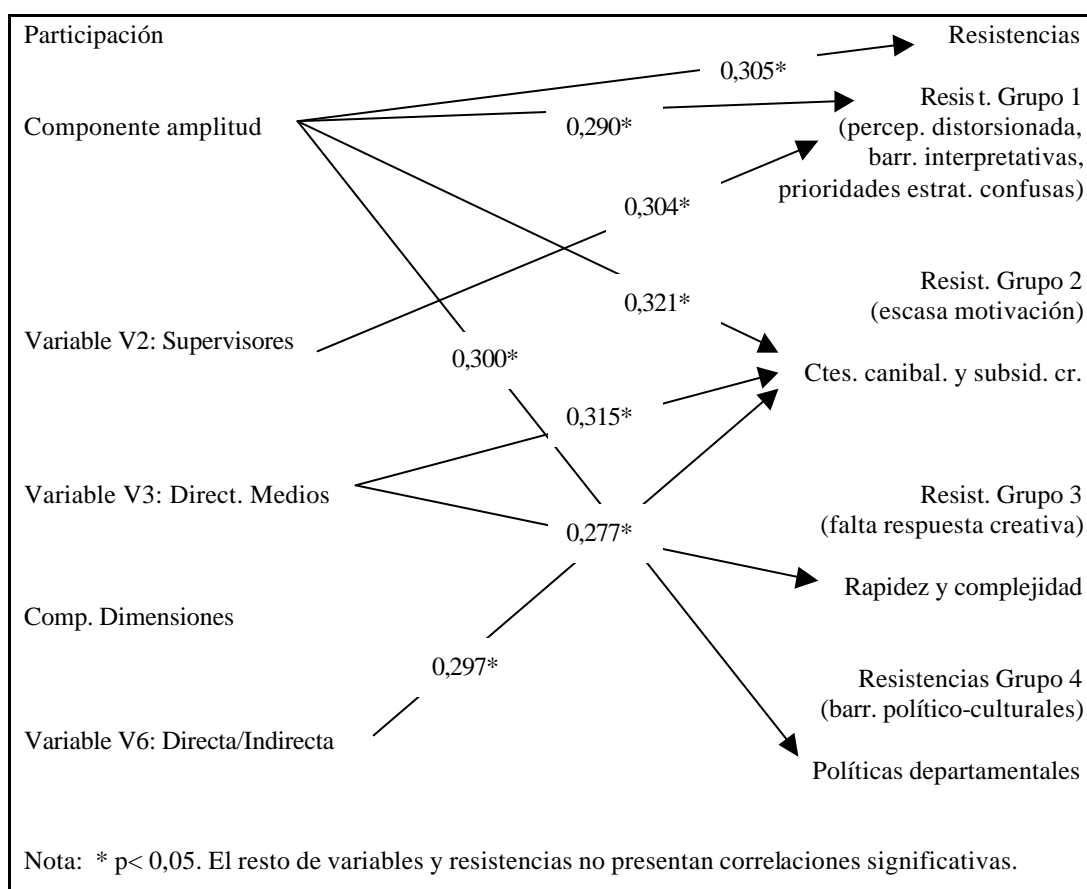 Participación
Resistencias
0,305*
Resist. Grupo 1
0,290*
Componente amplitud
(percep. distorsionada,
barr. interpretativas,
prioridades estrat. confusas)
0,304*
Resist. Grupo 2
0,321*
(escasa motivación)
Variable V2: Supervisores
0,300*
Ctes. canibal. y subsid. cr.
0,315*
Variable V3: Direct. Medios
Resist. Grupo 3
(falta respuesta creativa)
0,277*
Rapidez y complejidad
Comp. Dimensiones
0,297*
Resistencias Grupo 4
(barr. político-culturales)
Variable V6: Directa/Indirecta
Políticas departamentales
Nota: * p< 0,05. El resto de variables y resistencias no presentan correlaciones significativas.